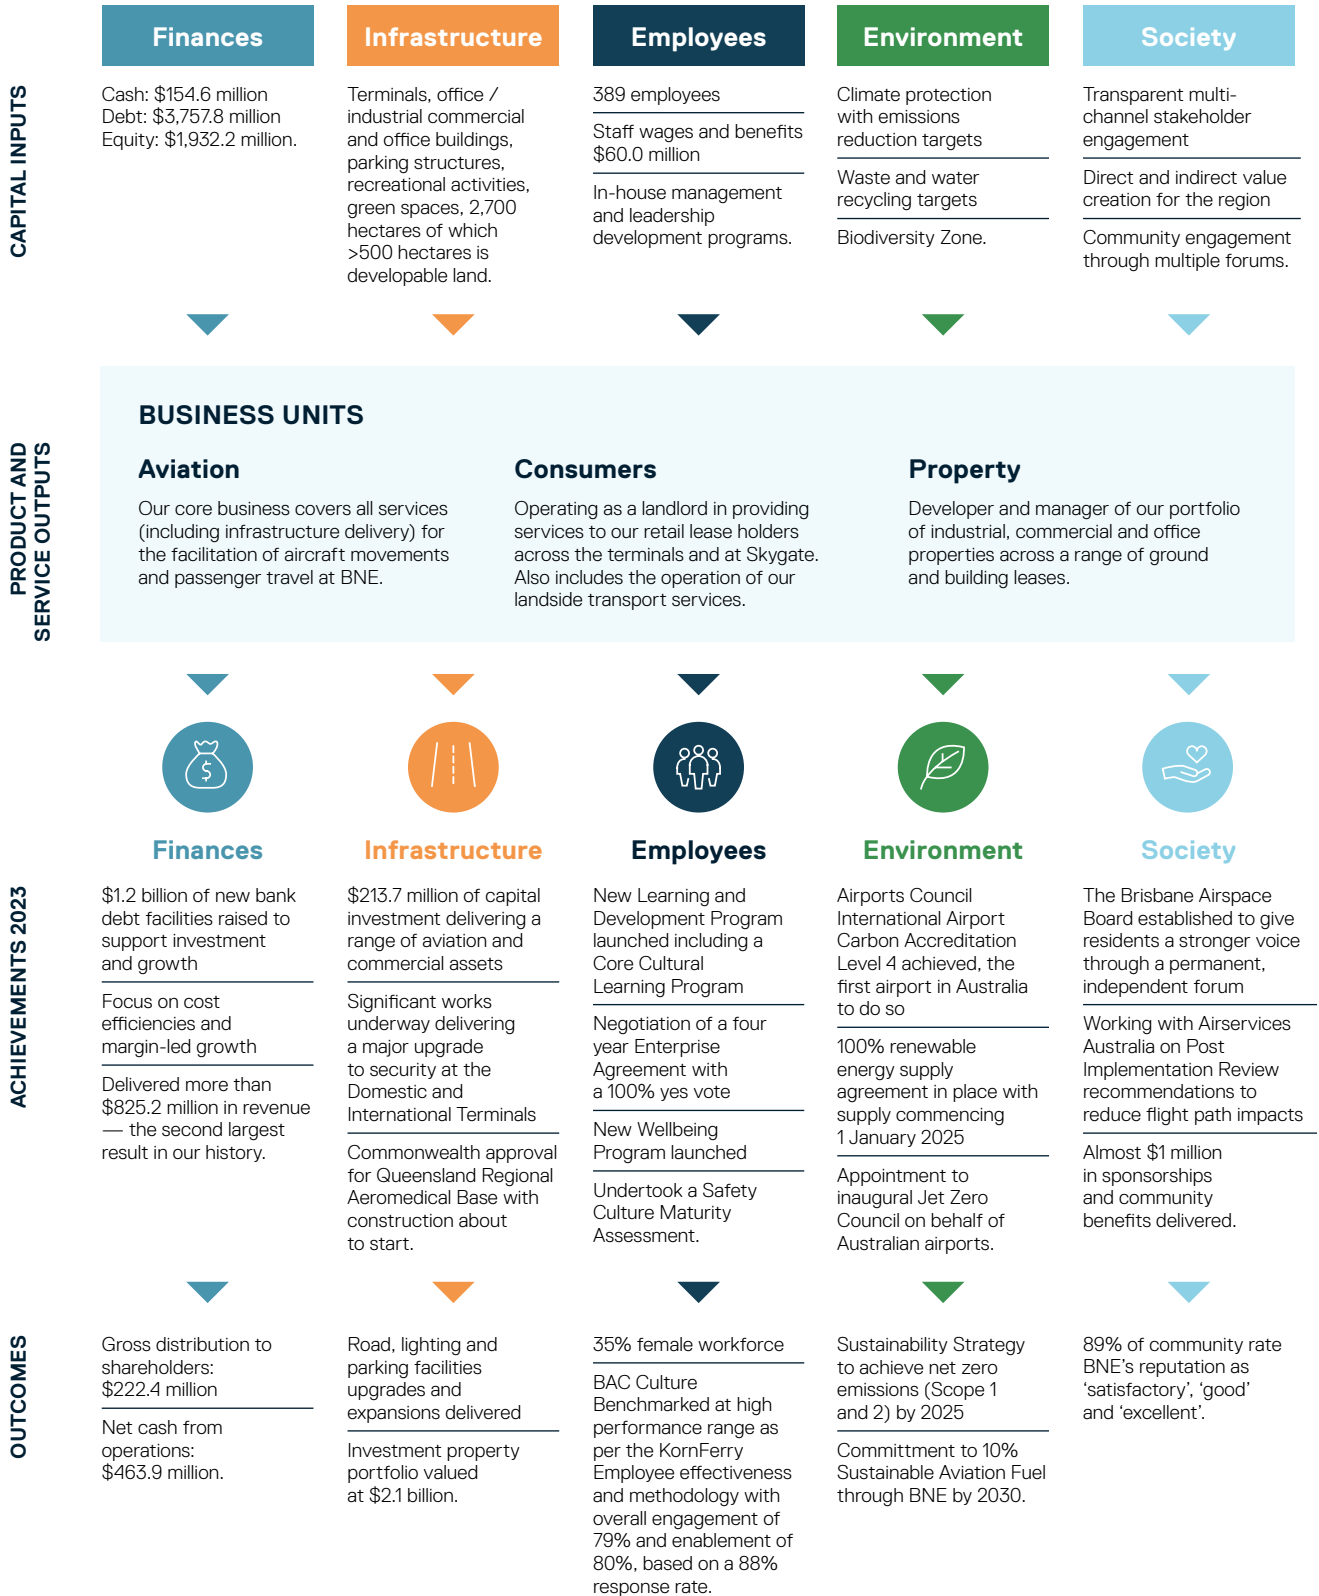 Finances
Infrastructure
Employees
Environment
Society
CAPITAL INPUTS
Cash: $154.6 million
Debt: $3,757.8 million
Equity: $1,932.2 million.
Terminals, office /
industrial commercial
and office buildings,
parking structures,
recreational activities,
green spaces, 2,700
hectares of which
>500 hectares is
developable land.
389 employees
Staff wages and benefits
$60.0 million
In-house management
and leadership
development programs.
Climate protection
with emissions
reduction targets
Waste and water
recycling targets
Biodiversity Zone.
Transparent multi-
channel stakeholder
engagement
Direct and indirect value
creation for the region
Community engagement
through multiple forums.
PRODUCT AND
SERVICE OUTPUTS
BUSINESS UNITS
Aviation
Our core business covers all services
(including infrastructure delivery) for
the facilitation of aircraft movements
and passenger travel at BNE.
Consumers
Operating as a landlord in providing
services to our retail lease holders
across the terminals and at Skygate.
Also includes the operation of our
landside transport services.
Property
Developer and manager of our portfolio
of industrial, commercial and office
properties across a range of ground
and building leases.
$
Finances
Infrastructure
Employees
Environment
Society
ACHIEVEMENTS 2023
$1.2 billion of new bank
debt facilities raised to
support investment
and growth
Focus on cost
efficiencies and
margin-led growth
Delivered more than
$825.2 million in revenue
— the second largest
result in our history.
$213.7 million of capital
investment delivering a
range of aviation and
commercial assets
Significant works
underway delivering
a major upgrade
to security at the
Domestic and
International Terminals
Commonwealth approval
for Queensland Regional
Aeromedical Base with
construction about
to start.
New Learning and
Development Program
launched including a
Core Cultural
Learning Program
Negotiation of a four
year Enterprise
Agreement with
a 100% yes vote
New Wellbeing
Program launched
Undertook a Safety
Culture Maturity
Assessment.
Airports Council
International Airport
Carbon Accreditation
Level 4 achieved, the
first airport in Australia
to do so
100% renewable
energy supply
agreement in place with
supply commencing
1 January 2025
Appointment to
inaugural Jet Zero
Council on behalf of
Australian airports.
The Brisbane Airspace
Board established to give
residents a stronger voice
through a permanent,
independent forum
Working with Airservices
Australia on Post
Implementation Review
recommendations to
reduce flight path impacts
Almost $1 million
in sponsorships
and community
benefits delivered.
OUTCOMES
Gross distribution to
shareholders:
$222.4 million
Net cash from
operations:
$463.9 million.
Road, lighting and
parking facilities
upgrades and
expansions delivered
Investment property
portfolio valued
at $2.1 billion.
35% female workforce
BAC Culture
Benchmarked at high
performance range as
per the KornFerry
Employee effectiveness
and methodology with
overall engagement of
79% and enablement of
80%, based on a 88%
response rate.
Sustainability Strategy
to achieve net zero
emissions (Scope 1
and 2) by 2025
Committment to 10%
Sustainable Aviation Fuel
through BNE by 2030.
89% of community rate
BNE's reputation as
'satisfactory', 'good'
and 'excellent'.